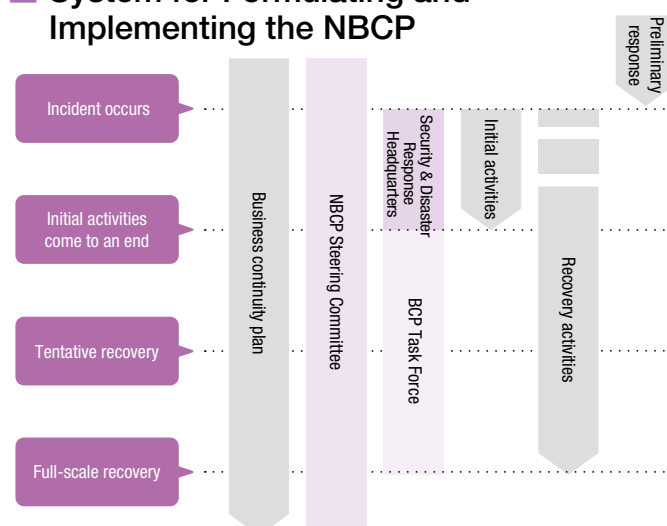 System for Formulating and
Implementing the NBCP
Preliminary
response
Incident occurs
Initial activities
come to an end
Tentative recovery
Full-scale recovery
Business continuity plan
NBCP Steering Committee
Security & Disaster
Response
Headquarters
BCP Task Force
Initial activities
Recovery activities